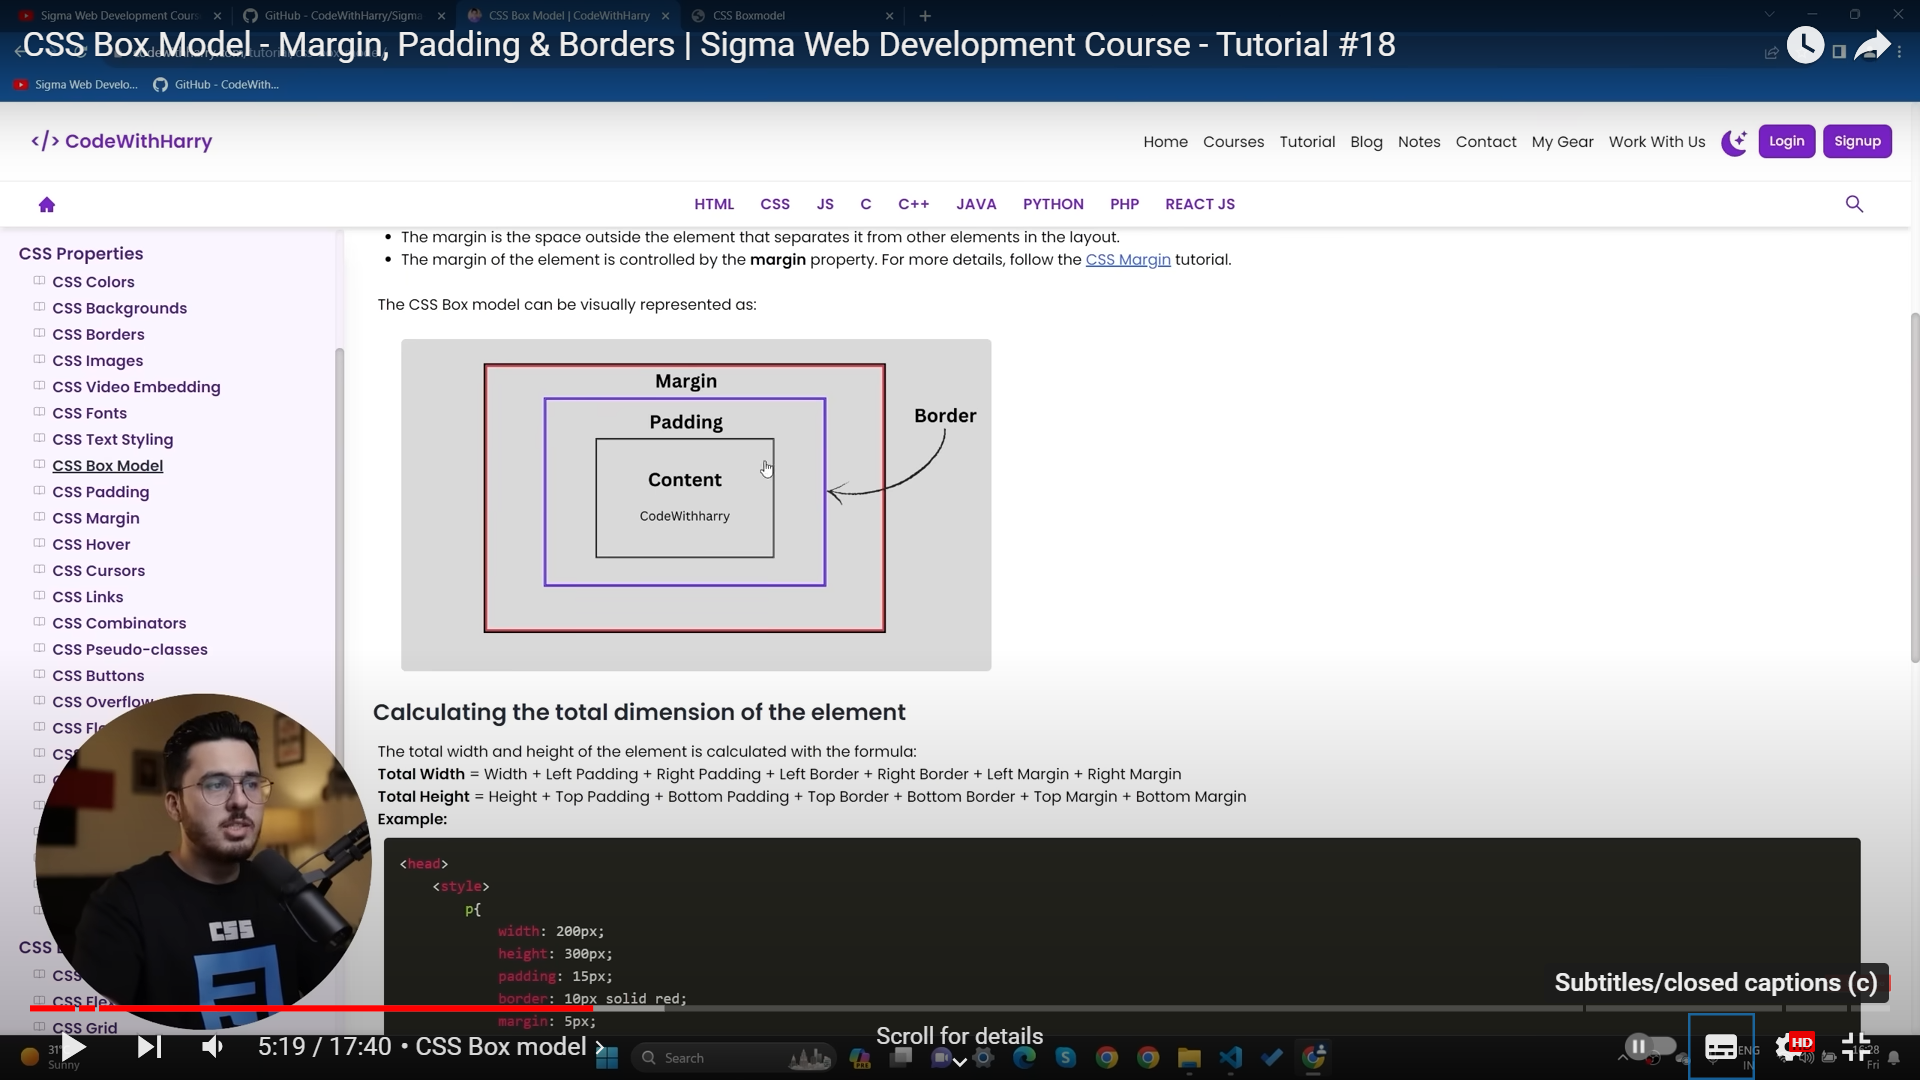 Sigma Web Development Cours
GitHub - CodeWithHarry/Sigma
CSS Box Model | CodeWithHarry
CSS Boxmodel
CSS Box Model - Margin, Padding & Borders | Sigma Web Development Course - Tutorial #18
Sigma Web Develo...
GitHub - CodeWith...
</> CodeWithHarry
Home Courses Tutorial Blog Notes Contact My Gear Work With Us Login Signup
HTML CSS JS C C++ JAVA PYTHON PHP REACT JS
CSS Properties
CSS Colors
CSS Backgrounds
CSS Borders
CSS Images
CSS Video Embedding
CSS Fonts
CSS Text Styling
CSS Box Model
CSS Padding
CSS Margin
CSS Hover
CSS Cursors
CSS Links
CSS Combinators
CSS Pseudo-classes
CSS Buttons
CSS Overflow
CSS Fl
CSS
CSS
CSS
CSS Fle
CSS Grid
• The margin is the space outside the element that separates it from other elements in the layout.
• The margin of the element is controlled by the margin property. For more details, follow the CSS Margin tutorial.
The CSS Box model can be visually represented as:
Margin
Padding
Border
Content
CodeWithharry
Calculating the total dimension of the element
The total width and height of the element is calculated with the formula:
Total Width = Width + Left Padding + Right Padding + Left Border + Right Border + Left Margin + Right Margin
Total Height = Height + Top Padding + Bottom Padding + Top Border + Bottom Border + Top Margin + Bottom Margin
Example:
<head>
<style>
p{
width: 200px;
height: 300px;
padding: 15px;
border: 10px solid red;
margin: 5px;
CSS
Subtitles/closed captions (c)
5:19 / 17:40 • CSS Box model
Scroll for details
Search
Sunny
PRE
ENG
IN
HD
Fri